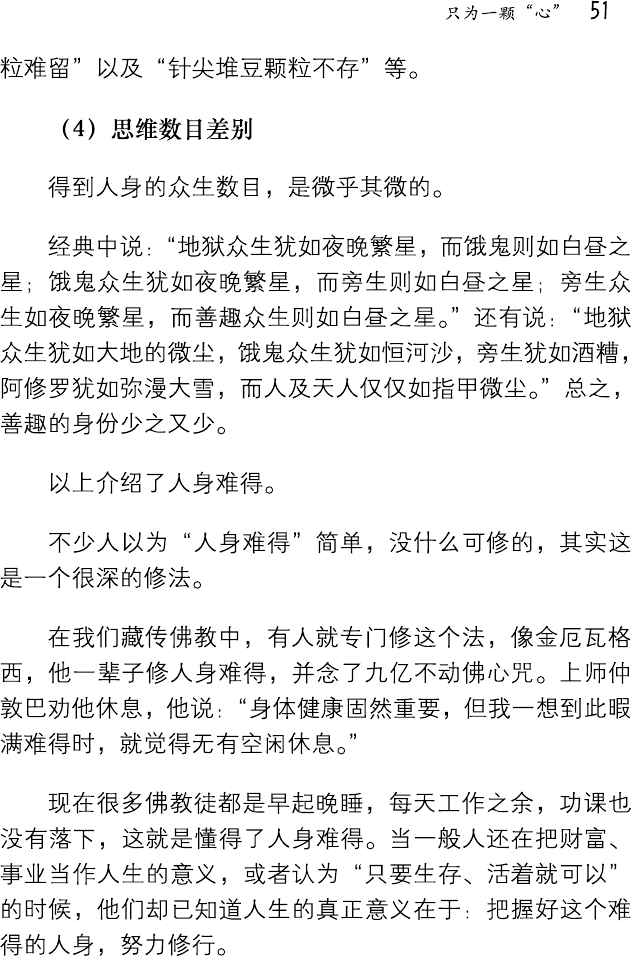 只为一颗“心” 51
粒难留”以及“针尖堆豆颗粒不存”等。
（4）思维数目差别
得到人身的众生数目，是微乎其微的。
经典中说：“地狱众生犹如夜晚繁星，而饿鬼则如白昼之
星；饿鬼众生犹如夜晚繁星，而旁生则如白昼之星；旁生众
生如夜晚繁星，而善趣众生则如白昼之星。”还有说：“地狱
众生犹如大地的微尘，饿鬼众生犹如恒河沙，旁生犹如酒糟，
阿修罗犹如弥漫大雪，而人及天人仅仅如指甲微尘。”总之，
善趣的身份少之又少。
以上介绍了人身难得。
不少人以为“人身难得”简单，没什么可修的，其实这
是一个很深的修法。
在我们藏传佛教中，有人就专门修这个法，像金厄瓦格
西，他一辈子修人身难得，并念了九亿不动佛心咒。上师仲
敦巴劝他休息，他说：“身体健康固然重要，但我一想到此暇
满难得时，就觉得无有空闲休息。”
现在很多佛教徒都是早起晚睡，每天工作之余，功课也
没有落下，这就是懂得了人身难得。当一般人还在把财富、
事业当作人生的意义，或者认为“只要生存、活着就可以”
的时候，他们却已知道人生的真正意义在于：把握好这个难
得的人身，努力修行。